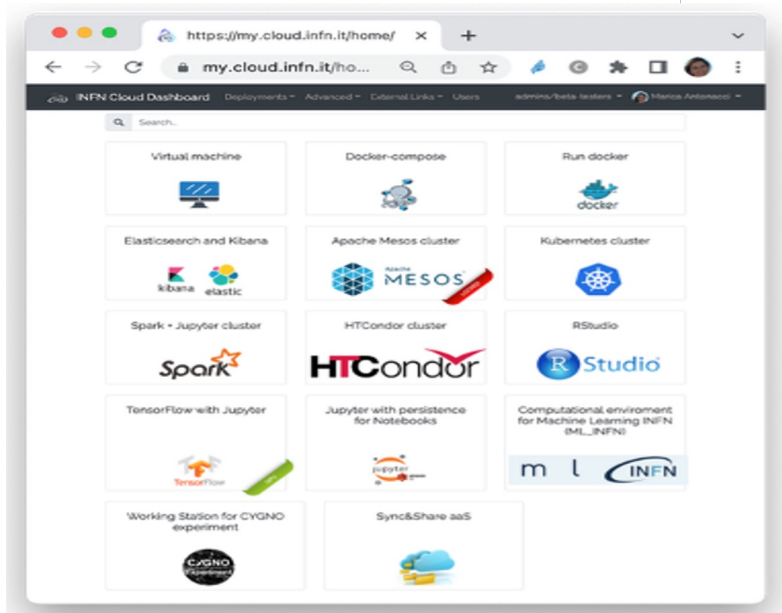 https://my.cloud.infn.it/home/
my.cloud.infn.it/ho...
INFN Cloud Dashboard Deployments Advanced External Links Users admins/beta-testers Marica Antonacci
Search..
Virtual machine Docker-compose Run docker
docker
Elasticsearch and Kibana Apache Mesos cluster Kubernetes cluster
kibana elastic
Apache
MESOS
Spark + Jupyter cluster HTCondor cluster RStudio
Spark HTCondor R Studio
TensorFlow with Jupyter Jupyter with persistence for Notebooks Computational enviroment for Machine Learning INFN (ML_INFN)
TensorFlow jupyter m l INFN
Working Station for CYGNO experiment Sync&Share aaS
CYGNO
Experiment